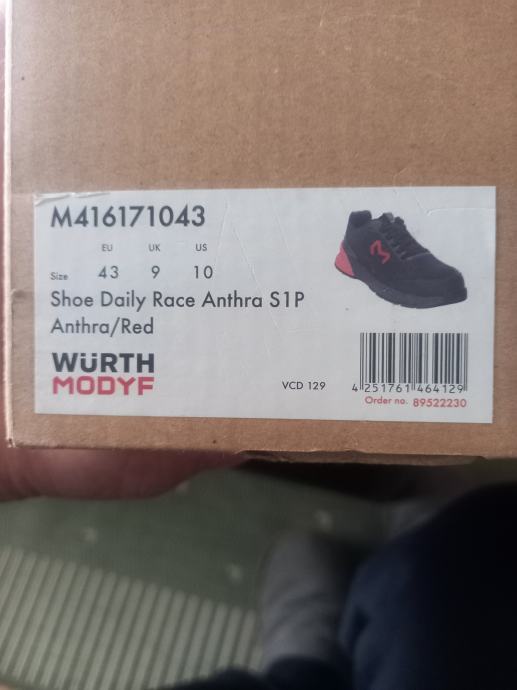 M416171043
EU UK US
Size 43 9 10
Shoe Daily Race Anthra S1P
Anthra/Red
WÜRTH
MODYF
VCD 129
4 251761 464129
Order no. 89522230